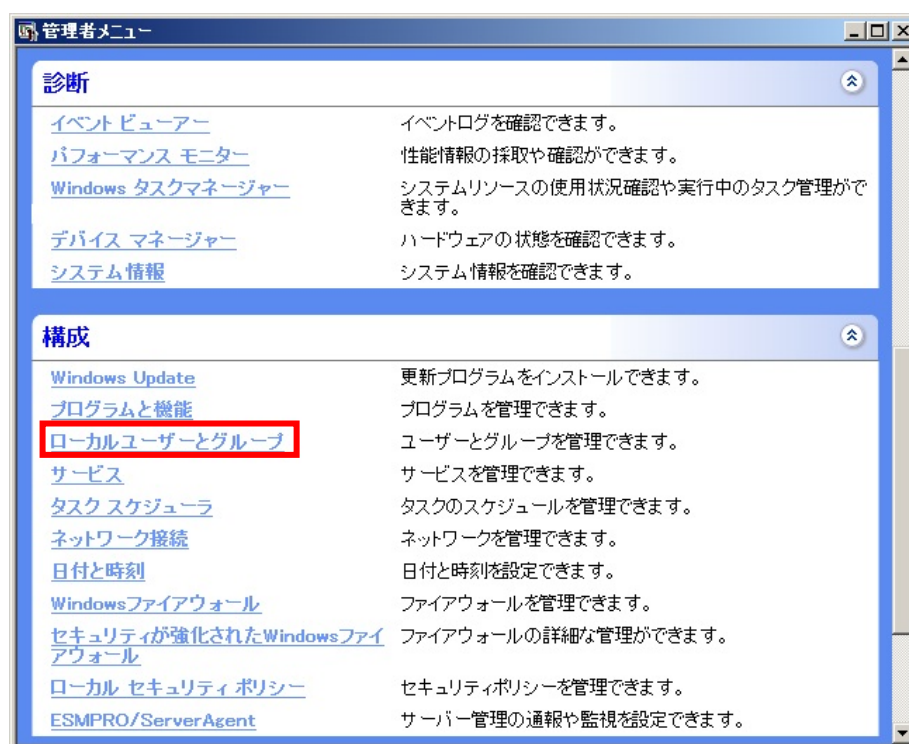 管理者メニュー
診断
イベント ビューアー
イベントログを確認できます。
パフォーマンス モニター
性能情報の採取や確認ができます。
Windows タスクマネージャー
システムリソースの使用状況確認や実行中のタスク管理がで
きます。
デバイス マネージャー
ハードウェアの状態を確認できます。
システム情報
システム情報を確認できます。
構成
Windows Update
更新プログラムをインストールできます。
プログラムと機能
プログラムを管理できます。
ローカルユーザーとグループ
ユーザーとグループを管理できます。
サービス
サービスを管理できます。
タスク スケジューラ
タスクのスケジュールを管理できます。
ネットワーク接続
ネットワークを管理できます。
日付と時刻
日付と時刻を設定できます。
Windowsファイアウォール
ファイアウォールを管理できます。
セキュリティが強化されたWindowsファイ
アウォール
ファイアウォールの詳細な管理ができます。
ローカル セキュリティ ポリシー
セキュリティポリシーを管理できます。
ESMPRO/ServerAgent
サーバー管理の通報や監視を設定できます。